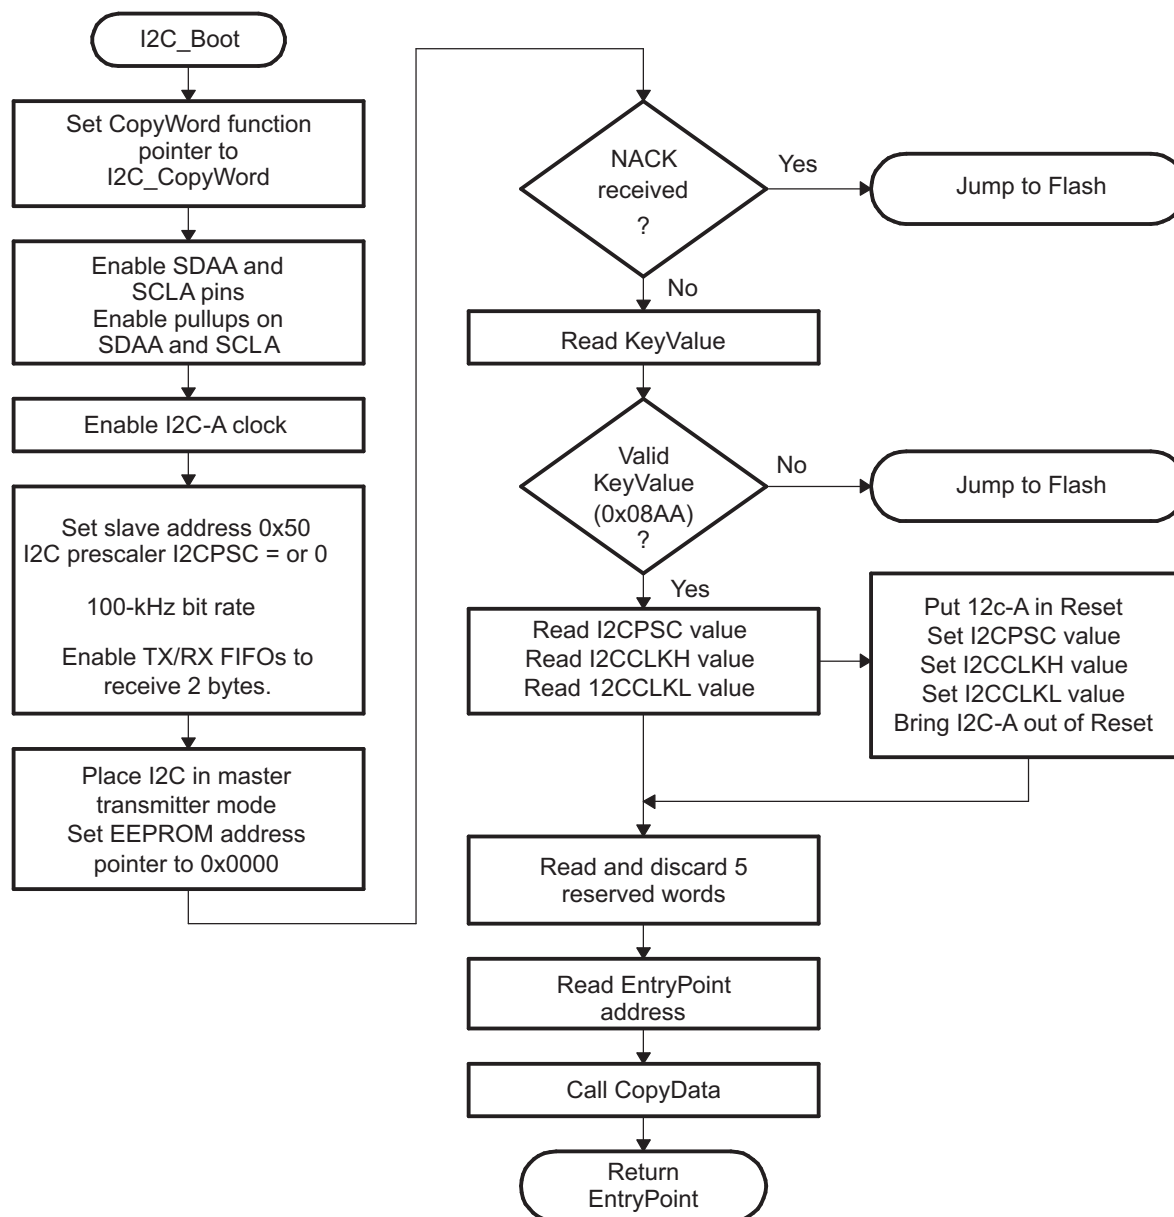 I2C_Boot
Set CopyWord function
pointer to
I2C_CopyWord
Enable SDAA and
SCLA pins
Enable pullups on
SDAA and SCLA
Enable I2C-A clock
Set slave address 0x50
I2C prescaler I2CPSC = or 0
100-kHz bit rate
Enable TX/RX FIFOs to
receive 2 bytes.
Place I2C in master
transmitter mode
Set EEPROM address
pointer to 0x0000
NACK
received
?
Yes
Jump to Flash
No
Read KeyValue
Valid
KeyValue
(0x08AA)
?
No
Jump to Flash
Yes
Read I2CPSC value
Read I2CCLKH value
Read 12CCLKL value
Put 12c-A in Reset
Set I2CPSC value
Set I2CCLKH value
Set I2CCLKL value
Bring I2C-A out of Reset
Read and discard 5
reserved words
Read EntryPoint
address
Call CopyData
Return
EntryPoint